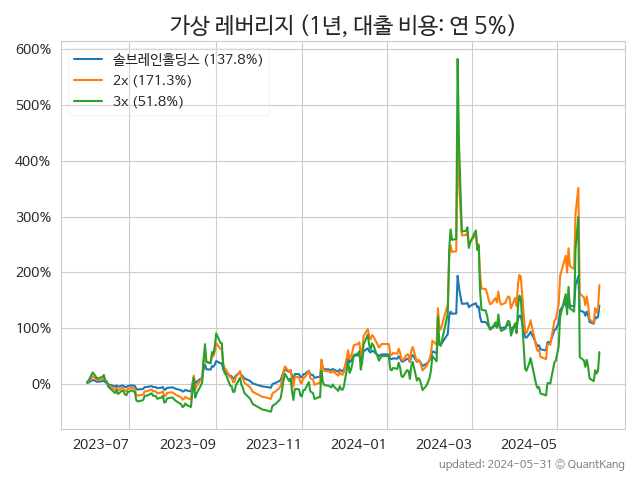 가상 레버리지 (1년, 대출 비용: 연 5%)
600%
500%
400%
300%
200%
100%
0%
솔브레인홀딩스 (137.8%)
2x (171.3%)
3x (51.8%)
2023-07
2023-09
2023-11
2024-01
2024-03
2024-05
updated: 2024-05-31 © QuantKang